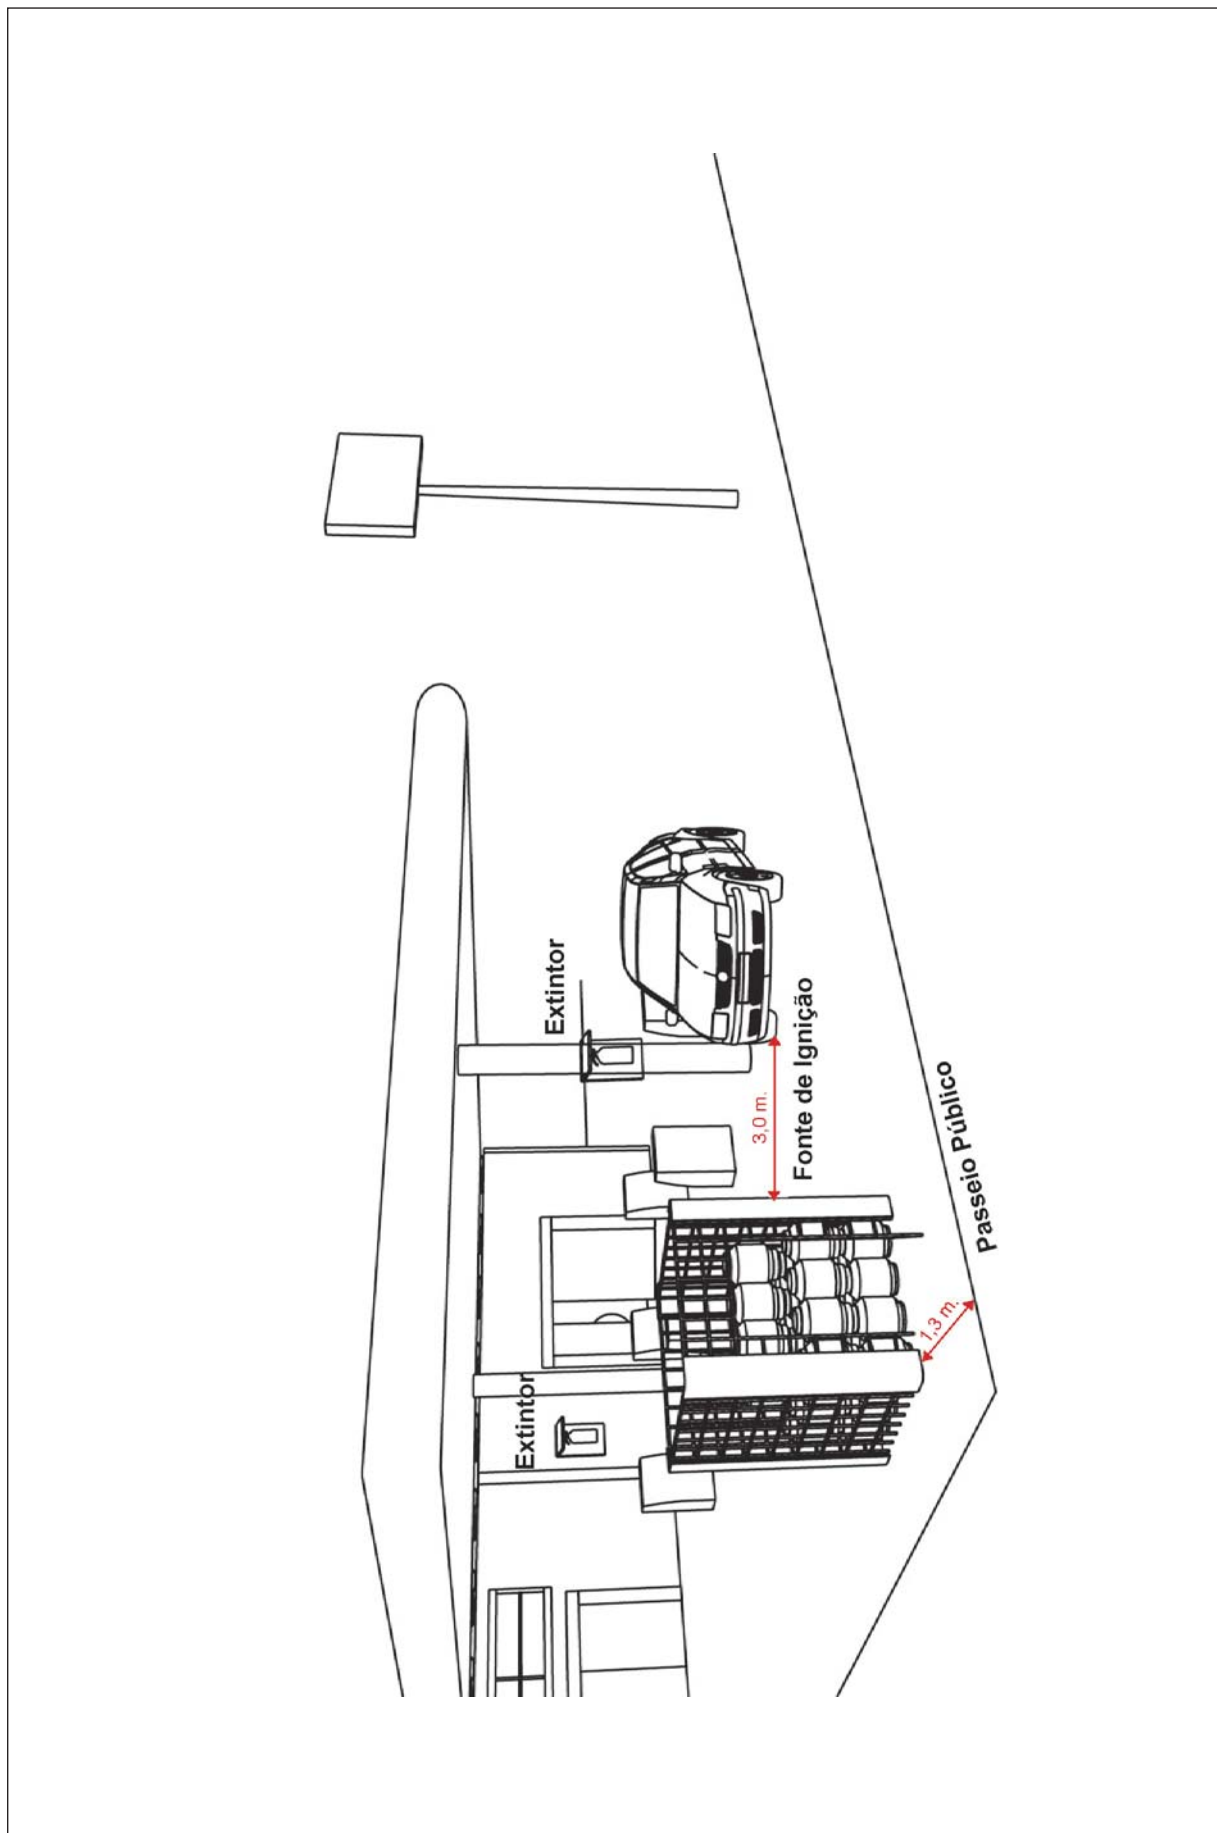 Extintor
Extintor
3,0 m.
Fonte de Ignição
1,3 m.
Passeio Público